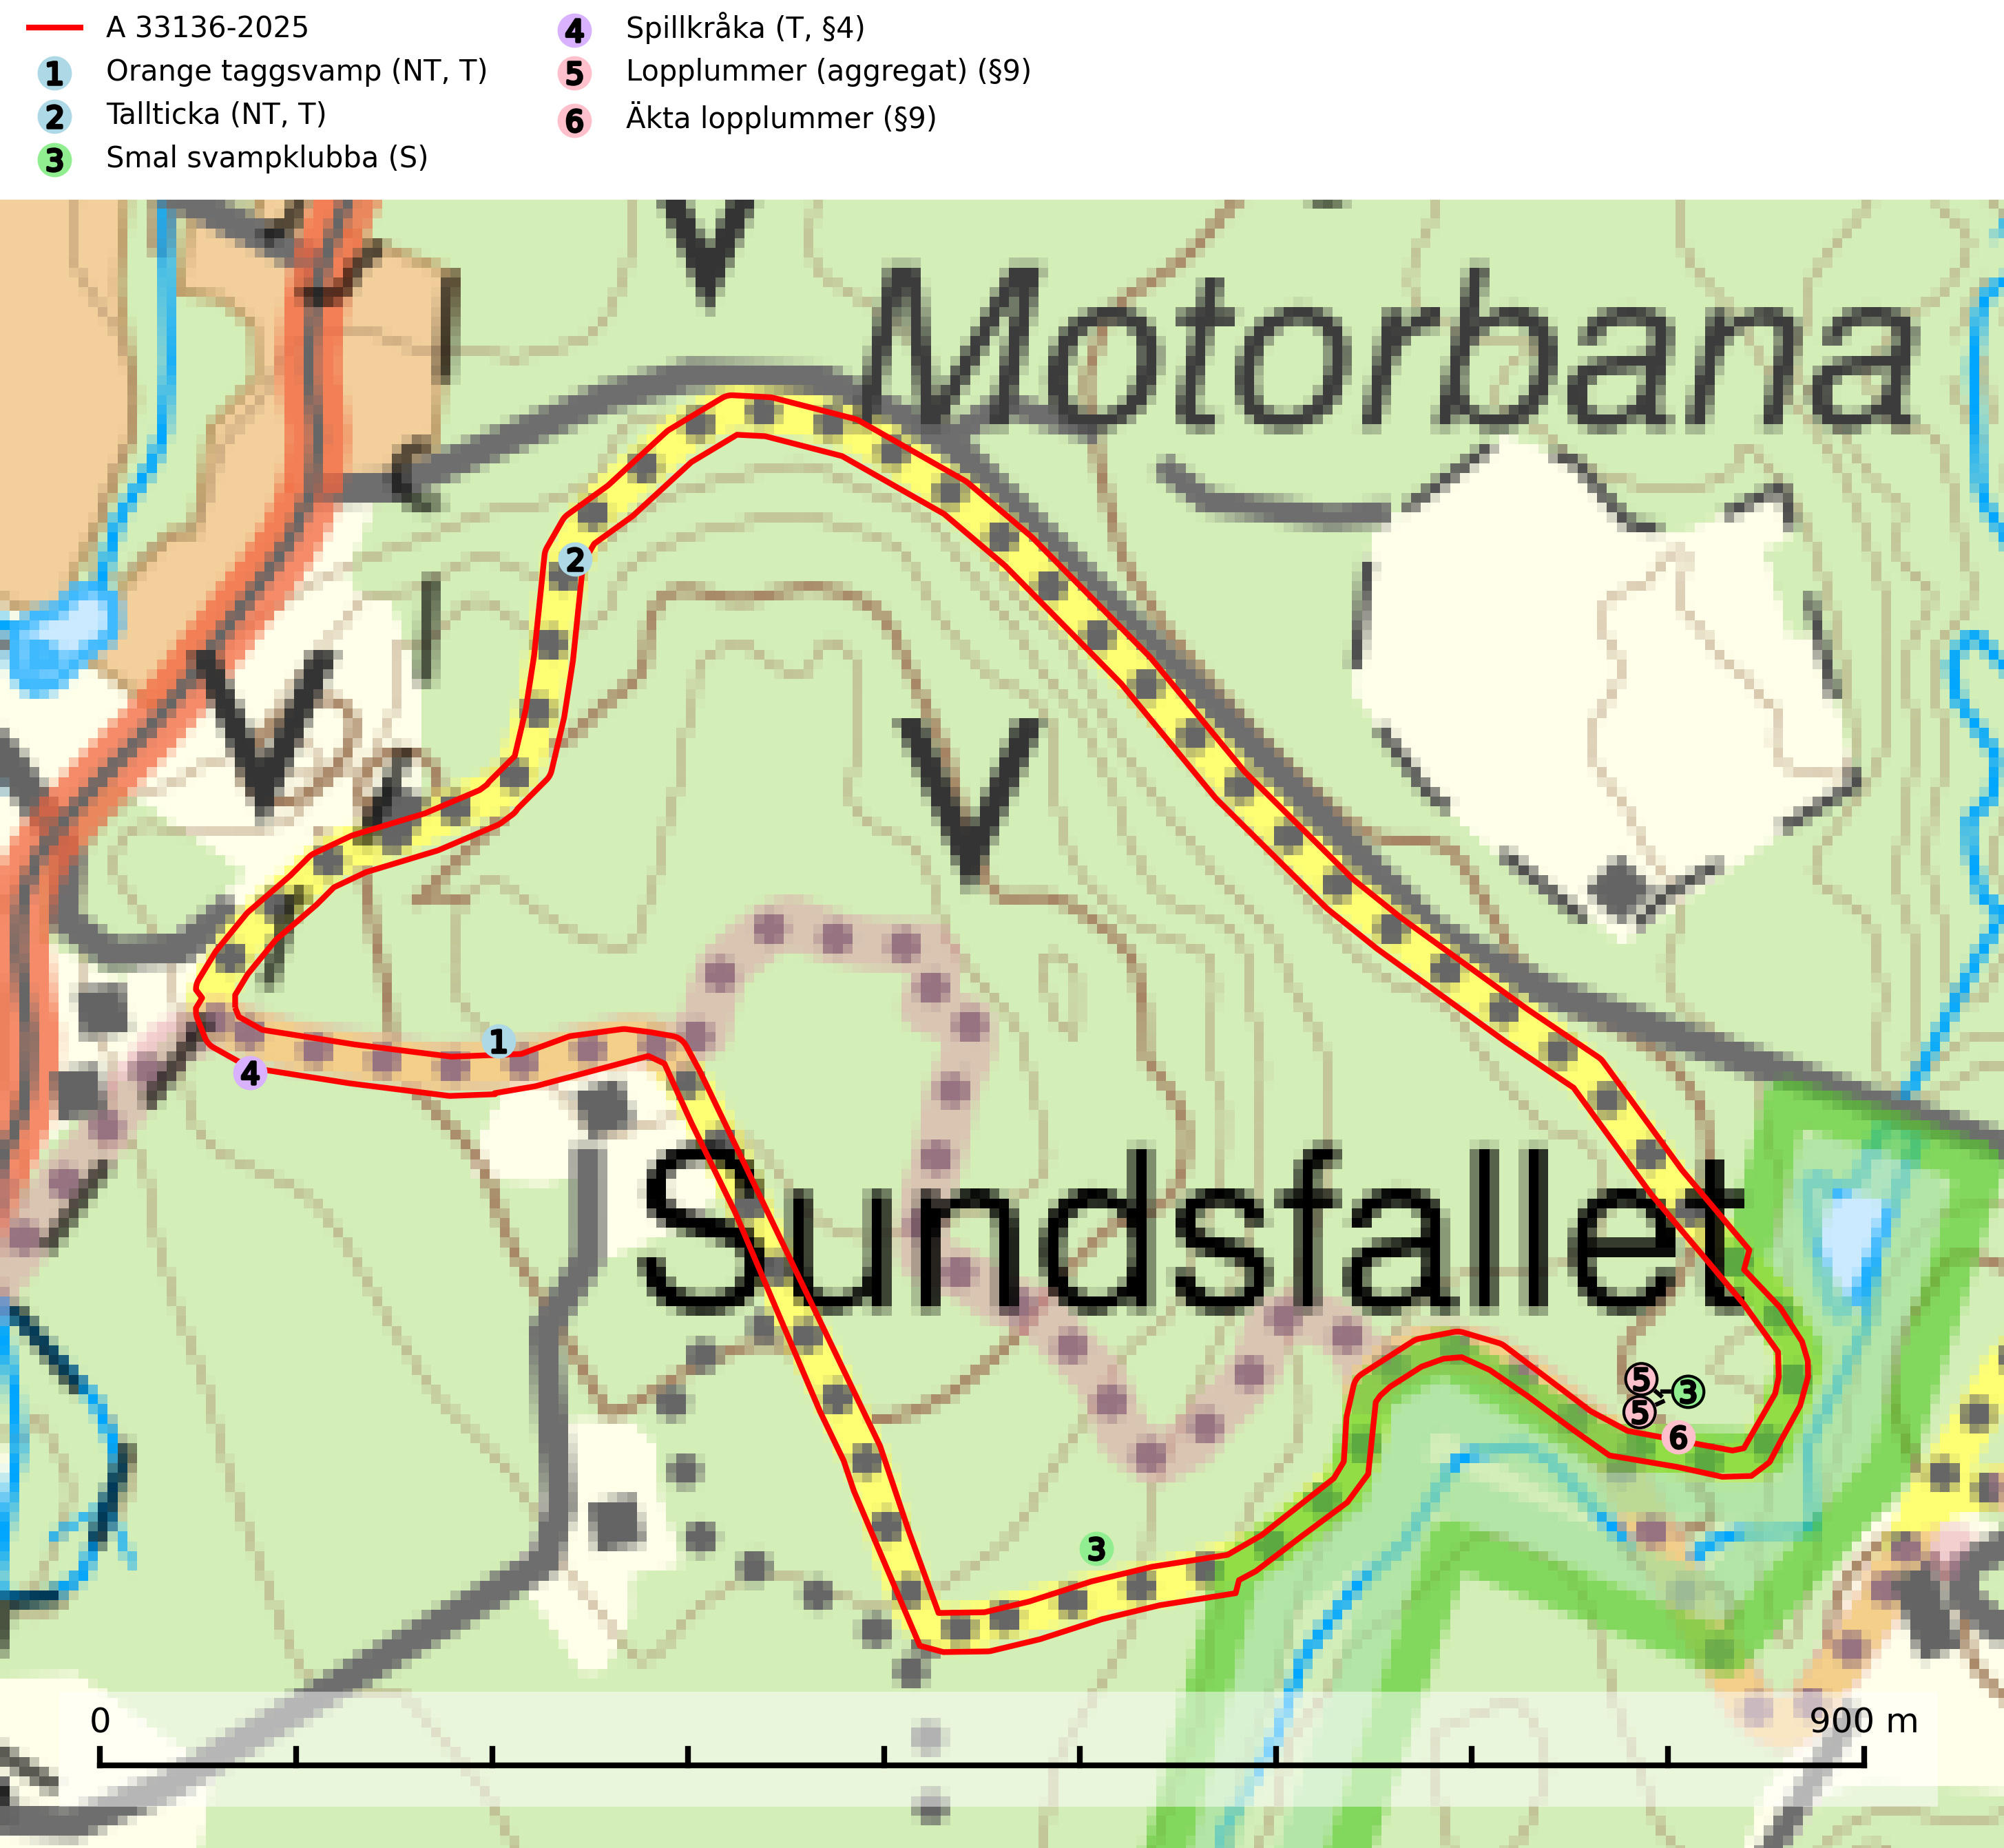 A 33136-2025
1 Orange taggsvamp (NT, T)
2 Tallticka (NT, T)
3 Smal svampklubba (S)
4 Spillkråka (T, §4)
5 Lopplummer (aggregat) (§9)
6 Äkta lopplummer (§9)
V
Motorbana
2
V
V
1
4
Sundsfallet
5
3
5
6
3
0
900 m